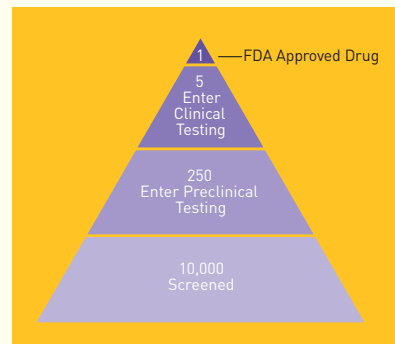 1
FDA Approved Drug
5
Enter
Clinical
Testing
250
Enter Preclinical
Testing
10,000
Screened